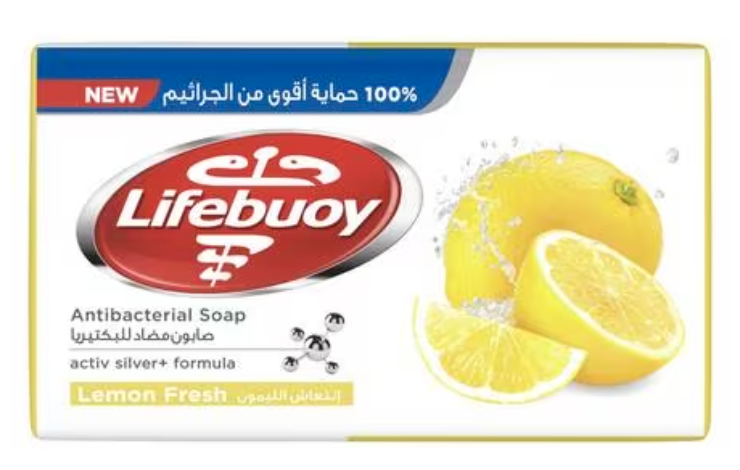 NEW 100% حماية أقوى من الجراثيم
Lifebuoy
Antibacterial Soap
صابون مضاد للبكتيريا
activ silver+ formula
Lemon Fresh إنتعاش الليمون